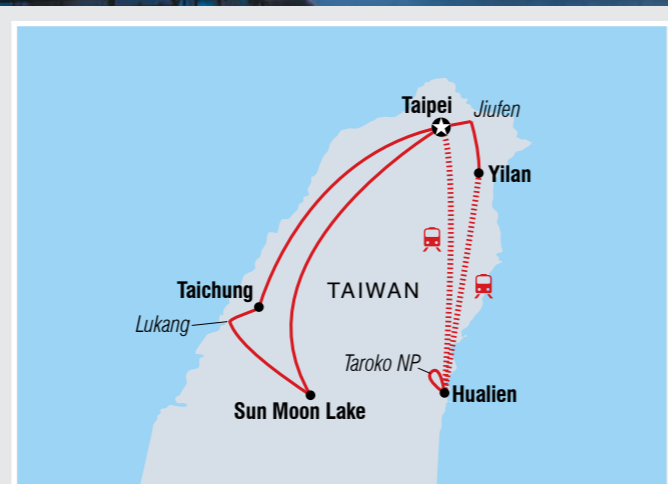 Taipei
Jiufen
Yilan
Taichung
TAIWAN
Lukang
Taroko NP
Hualien
Sun Moon Lake